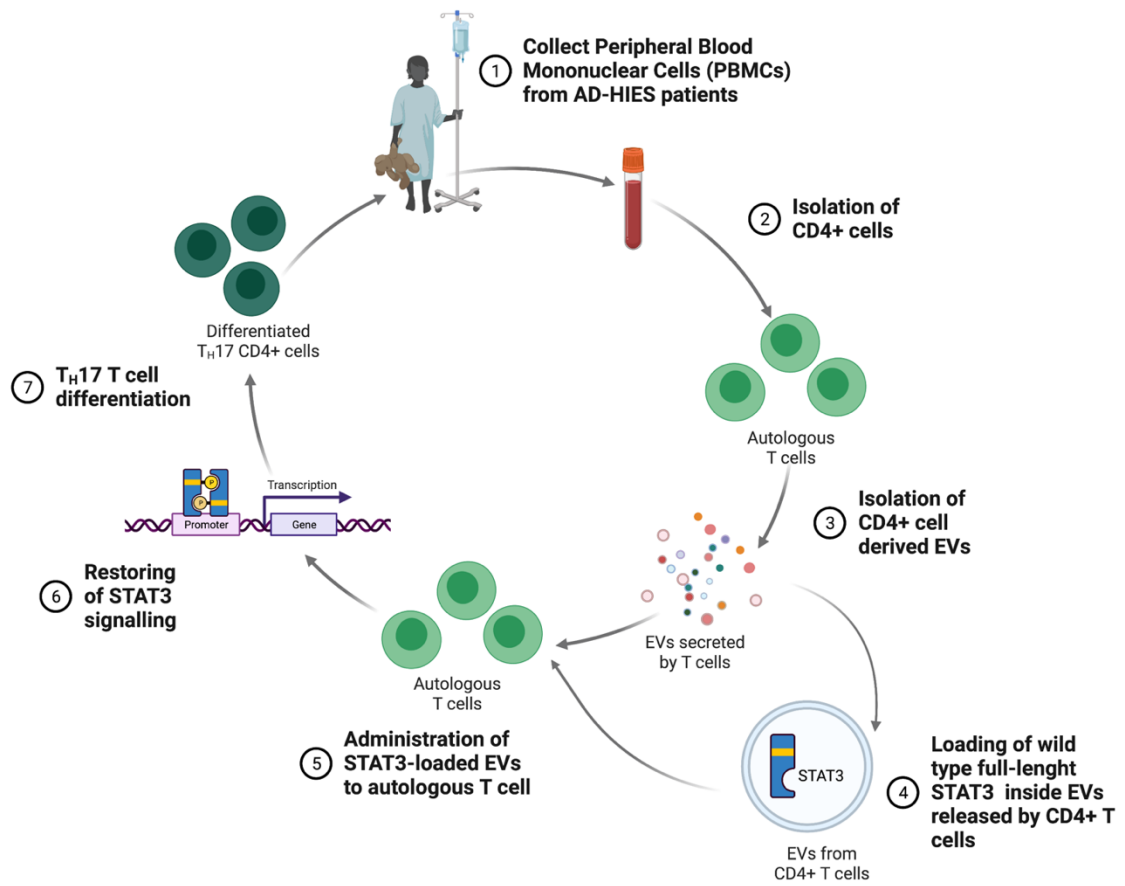 1
Collect Peripheral Blood
Mononuclear Cells (PBMCs)
from AD-HIES patients
2
Isolation of
CD4+ cells
Autologous
T cells
3
Isolation of
CD4+ cell
derived EVs
EVs secreted
by T cells
4
Loading of wild
type full-lenght
STAT3 inside EVs
released by CD4+ T
cells
STAT3
EVs from
CD4+ T cells
5
Administration of
STAT3-loaded EVs
to autologous T cell
Autologous
T cells
6
Restoring
of STAT3
signalling
P
P
Promoter
Transcription
Gene
7
TH17 T cell
differentiation
Differentiated
TH17 CD4+ cells